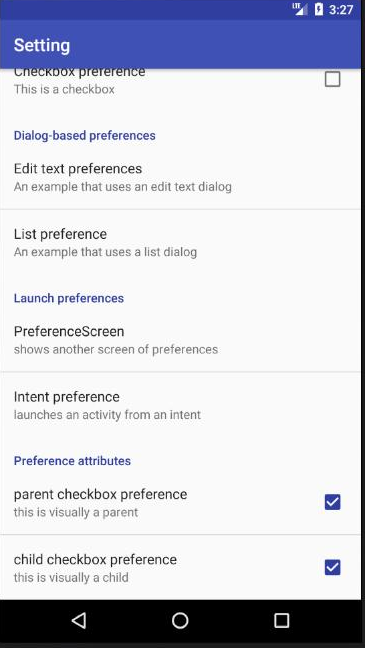 LTE 3:27
Setting
Checkbox preference
This is a checkbox
Dialog-based preferences
Edit text preferences
An example that uses an edit text dialog
List preference
An example that uses a list dialog
Launch preferences
PreferenceScreen
shows another screen of preferences
Intent preference
launches an activity from an intent
Preference attributes
parent checkbox preference
this is visually a parent
child checkbox preference
this is visually a child